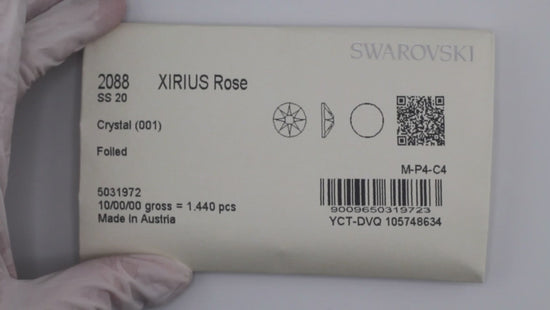 SWAROVSKI
2088 XIRIUS Rose
SS 20
Crystal (001)
Foiled
M-P4-C4
5031972
10/00/00 gross = 1.440 pcs
Made in Austria
9009650319723
YCT-DVQ 105748634